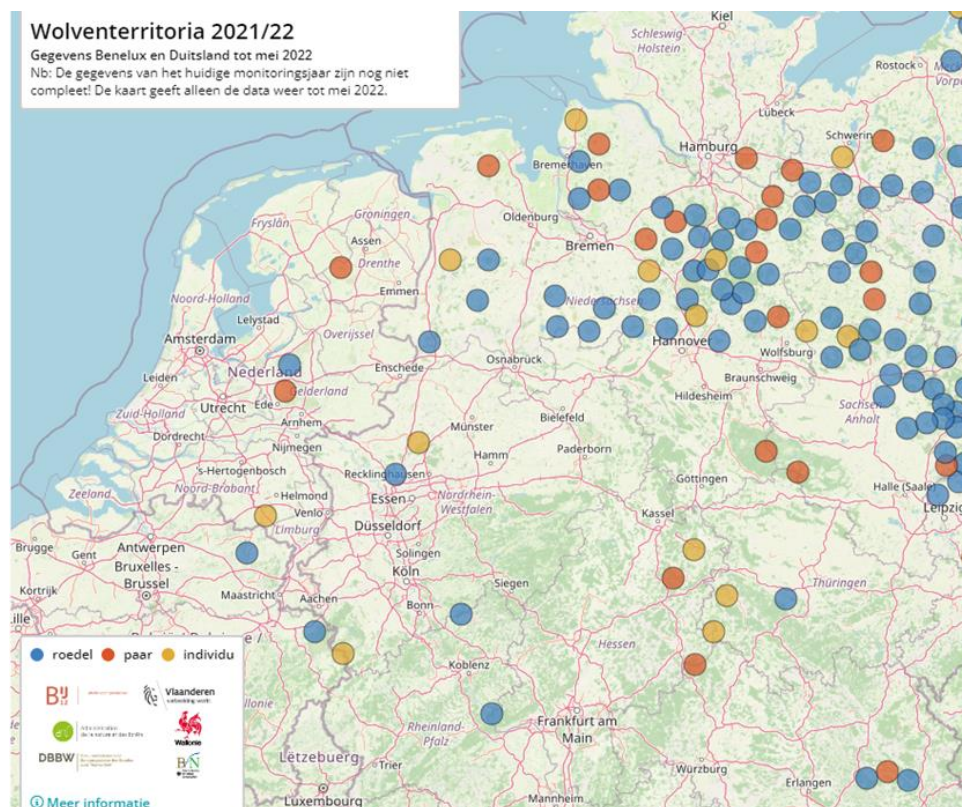 Wolventerritoria 2021/22
Gegevens Benelux en Duitsland tot mei 2022
Nb: De gegevens van het huidige monitoringsjaar zijn nog niet
compleet! De kaart geeft alleen de data weer tot mei 2022.
Kiel
Schleswig-
Holstein
Rostock
Lübeck
Schwerin
Hamburg
Bremerhaven
Groningen
Fryslân
Assen
Drenthe
Oldenburg
Bremen
Emmen
Noord-Holland
Lelystad
Overijssel
Niedersachsen
Amsterdam
Enschede
Osnabrück
Hannover
Wolfsburg
Leiden
Nederland
Braunschweig
Utrecht
Ede
Gelderland
Hildesheim
Zuid-Holland
Arnhem
Bielefeld
Sachsen
Anhalt
Dordrecht
Nijmegen
Münster
's-Hertogenbosch
Hamm
Paderborn
Noord-Brabant
Recklinghausen
Göttingen
Halle (Saale)
Zeeland
Helmond
Venlo
Essen
Nordrhein-
Westfalen
Leipzig
Limburg
Düsseldorf
Kassel
Brugge
Gent
Antwerpen
Solingen
Bruxelles -
Brussel
Köln
Kortrijk
Maastricht
Aachen
Bonn
Siegen
Thüringen
Lille
Hessen
roedel
paar
individu
Koblenz
BIJ
12
Vlaanderen
Frankfurt am
Main
Rheinland-
Pfalz
Wallonie
DBBW
BfN
Trier
Lëtzebuerg
Würzburg
Erlangen
Luxembourg
Mannheim
Meer informatie